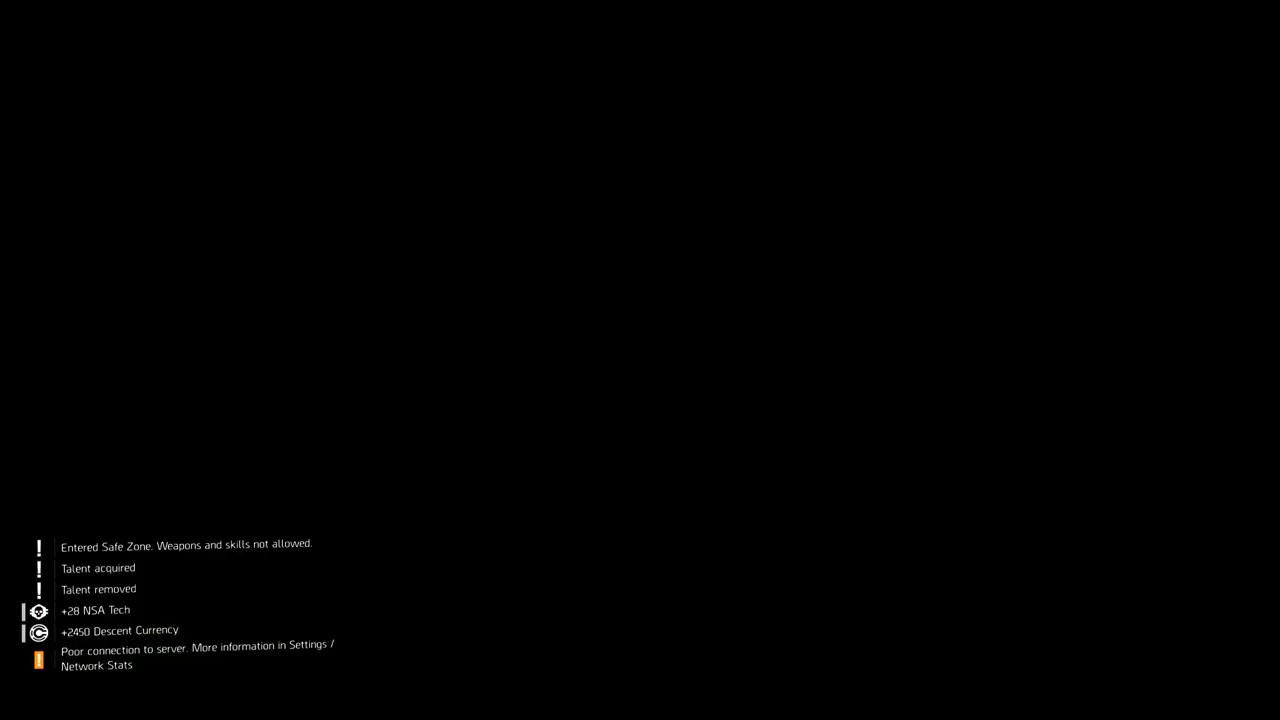 Entered Safe Zone. Weapons and skills not allowed.
Talent acquired
Talent removed
+28 NSA Tech
+2450 Descent Currency
Poor connection to server. More information in Settings /
Network Stats